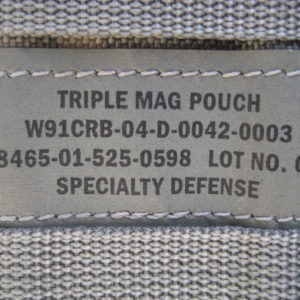 TRIPLE MAG POUCH
W91CRB-04-D-0042-0003
8465-01-525-0598 LOT NO.
SPECIALTY DEFENSE